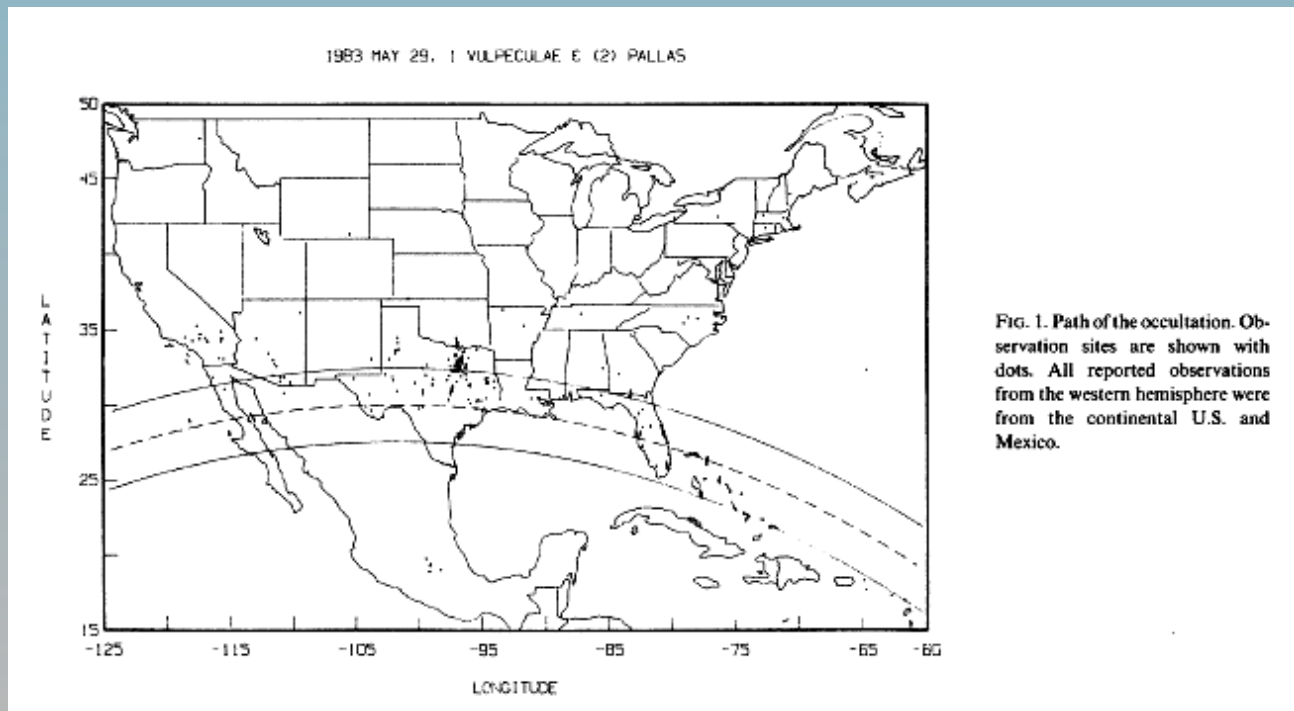 1983 MAY 29, 1 VULPECULAE & (2) PALLAS
50
45
35
25
15
LATITUDE
-125
-115
-105
-95
-85
-75
-65
-60
LONGITUDE
FIG. 1. Path of the occultation. Ob-
servation sites are shown with
dots. All reported observations
from the western hemisphere were
from the continental U.S. and
Mexico.